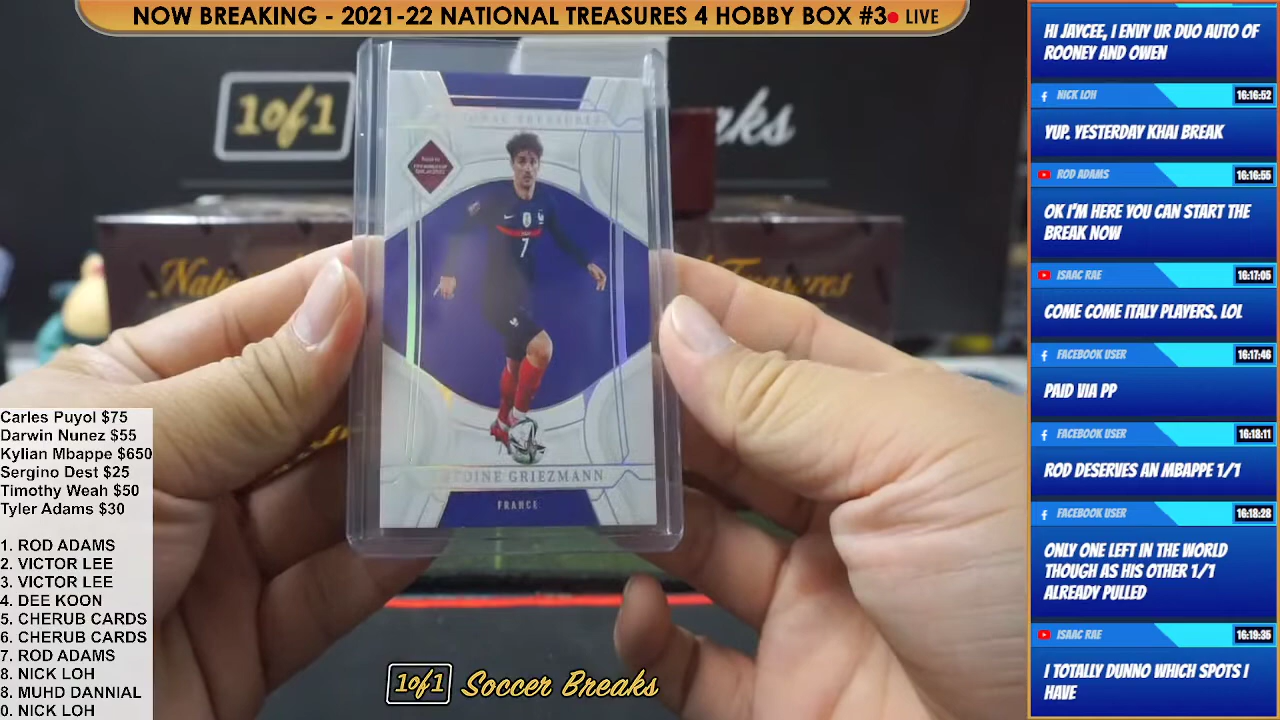 NOW BREAKING - 2021-22 NATIONAL TREASURES 4 HOBBY BOX #3
LIVE
1of1
aks
National Treasures
7
GRIEZMANN
FRANCE
Carles Puyol $75
Darwin Nunez $55
Kylian Mbappe $650
Sergino Dest $25
Timothy Weah $50
Tyler Adams $30
1. ROD ADAMS
2. VICTOR LEE
3. VICTOR LEE
4. DEE KOON
5. CHERUB CARDS
6. CHERUB CARDS
7. ROD ADAMS
8. NICK LOH
8. MUHD DANNIAL
0. NICK LOH
1of1 Soccer Breaks
HI JAYCEE, I ENVY UR DUO AUTO OF
ROONEY AND OWEN
NICK LOH 16:16:52
YUP. YESTERDAY KHAI BREAK
ROD ADAMS 16:16:55
OK I'M HERE YOU CAN START THE
BREAK NOW
ISAAC RAE 16:17:05
COME COME ITALY PLAYERS. LOL
FACEBOOK USER 16:17:46
PAID VIA PP
FACEBOOK USER 16:18:11
ROD DESERVES AN MBAPPE 1/1
FACEBOOK USER 16:18:28
ONLY ONE LEFT IN THE WORLD
THOUGH AS HIS OTHER 1/1
ALREADY PULLED
ISAAC RAE 16:19:35
I TOTALLY DUNNO WHICH SPOTS I
HAVE